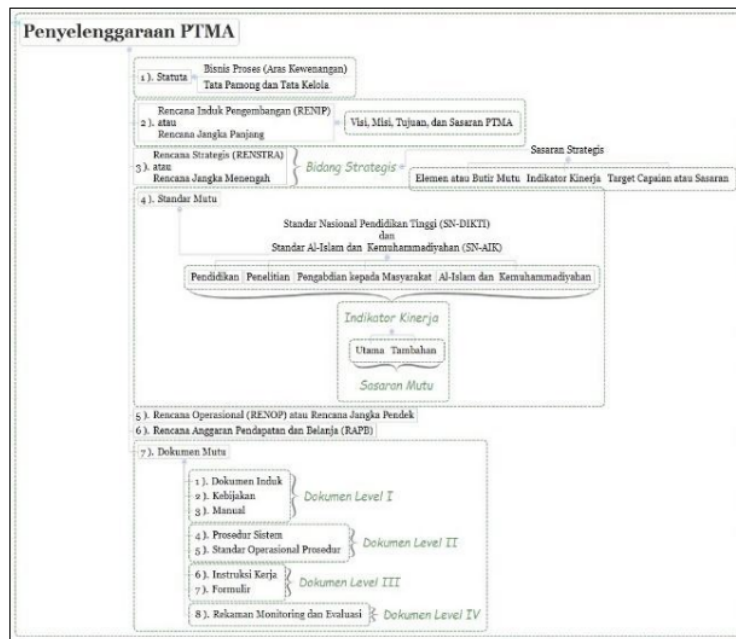 Penyelenggaraan PTMA
1 ). Statuta
Bisnis Proses (Aras Kewenangan)
Tata Pamong dan Tata Kelola
2 ).
Rencana Induk Pengembangan (RENIP)
atau
Rencana Jangka Panjang
Visi, Misi, Tujuan, dan Sasaran PTMA
3 ).
Rencana Strategis (RENSTRA)
atau
Rencana Jangka Menengah
Bidang Strategis
Sasaran Strategis
Elemen atau Butir Mutu Indikator Kinerja Target Capaian atau Sasaran
4 ). Standar Mutu
Standar Nasional Pendidikan Tinggi (SN-DIKTI)
dan
Standar Al-Islam dan Kemuhammadiyahan (SN-AIK)
Pendidikan Penelitian Pengabdian kepada Masyarakat Al-Islam dan Kemuhammadiyahan
Indikator Kinerja
Utama Tambahan
Sasaran Mutu
5 ). Rencana Operasional (RENOP) atau Rencana Jangka Pendek
6 ). Rencana Anggaran Pendapatan dan Belanja (RAPB)
7 ). Dokumen Mutu
1 ). Dokumen Induk
2 ). Kebijakan
3 ). Manual
Dokumen Level I
4 ). Prosedur Sistem
5 ). Standar Operasional Prosedur
Dokumen Level II
6 ). Instruksi Kerja
7 ). Formulir
Dokumen Level III
8 ). Rekaman Monitoring dan Evaluasi
Dokumen Level IV